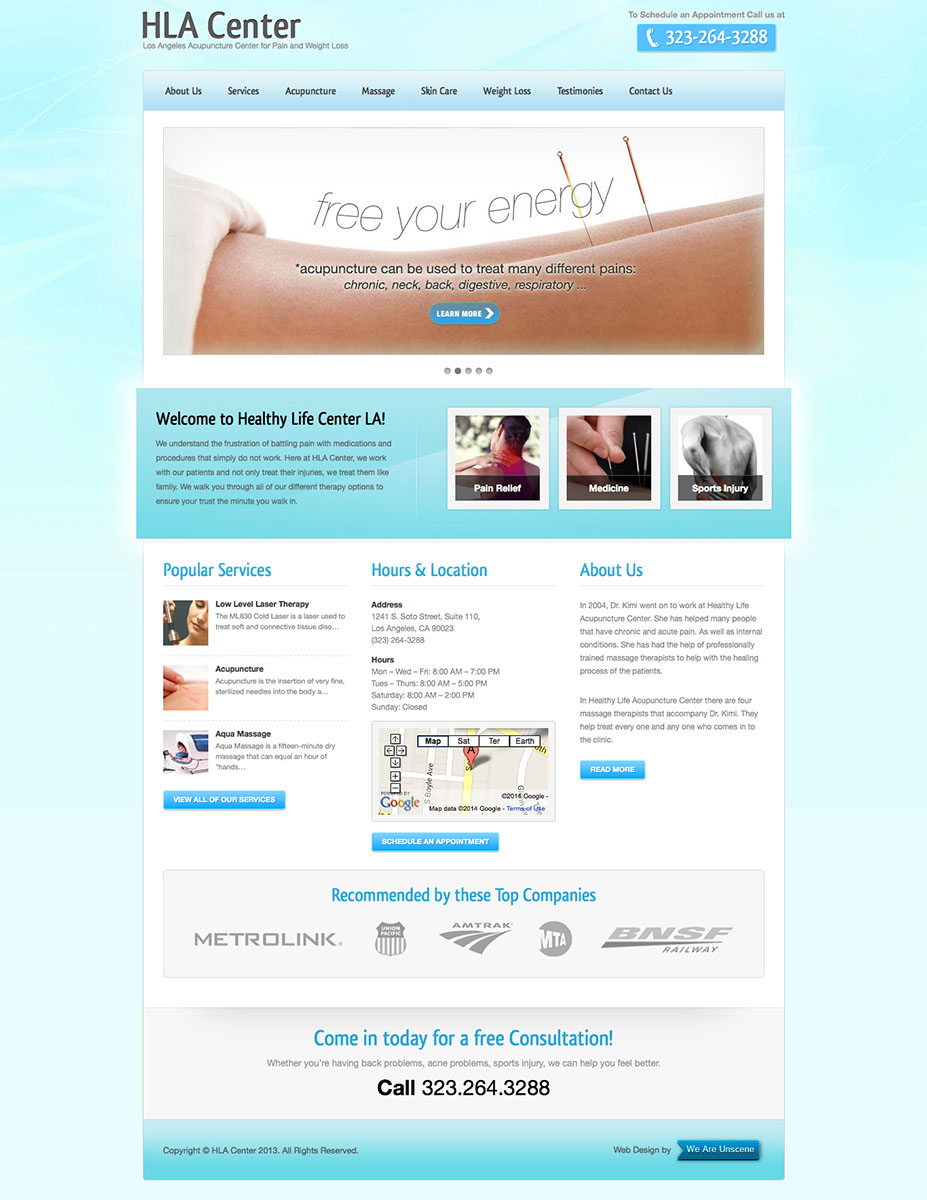 HLA Center
Los Angeles Acupuncture Center for Pain and Weight Loss
To Schedule an Appointment Call us at
323-264-3288
About Us
Services
Acupuncture
Massage
Skin Care
Weight Loss
Testimonies
Contact Us
free your energy
*acupuncture can be used to treat many different pains:
chronic, neck, back, digestive, respiratory ...
LEARN MORE
Welcome to Healthy Life Center LA!
We understand the frustration of battling pain with medications and
procedures that simply do not work. Here at HLA Center, we work
with our patients and not only treat their injuries, we treat them like
family. We walk you through all of our different therapy options to
ensure your trust the minute you walk in.
Pain Relief
Medicine
Sports Injury
Popular Services
Low Level Laser Therapy
The ML830 Cold Laser is a laser used to
treat soft and connective tissue diso...
Acupuncture
Acupuncture is the insertion of very fine,
sterilized needles into the body a...
Aqua Massage
Aqua Massage is a fifteen-minute dry
massage that can equal an hour of
"hands...
VIEW ALL OF OUR SERVICES
Hours & Location
Address
1241 S. Soto Street, Suite 110,
Los Angeles, CA 90023
(323) 264-3288
Hours
Mon – Wed – Fri: 8:00 AM – 7:00 PM
Tues – Thurs: 8:00 AM – 5:00 PM
Saturday: 8:00 AM – 2:00 PM
Sunday: Closed
Map
Sat
Ter
Earth
A
S Boyle Ave
POWERED BY
Google
©2014 Google -
Map data ©2014 Google - Terms of Use
SCHEDULE AN APPOINTMENT
About Us
In 2004, Dr. Kimi went on to work at Healthy Life
Acupuncture Center. She has helped many people
that have chronic and acute pain. As well as internal
conditions. She has had the help of professionally
trained massage therapists to help with the healing
process of the patients.
In Healthy Life Acupuncture Center there are four
massage therapists that accompany Dr. Kimi. They
help treat every one and any one who comes in to
the clinic.
READ MORE
Recommended by these Top Companies
METROLINK.
UNION
PACIFIC
AMTRAK
MTA
BNSF
RAILWAY
Come in today for a free Consultation!
Whether you're having back problems, acne problems, sports injury, we can help you feel better.
Call 323.264.3288
Copyright © HLA Center 2013. All Rights Reserved.
Web Design by
We Are Unscene